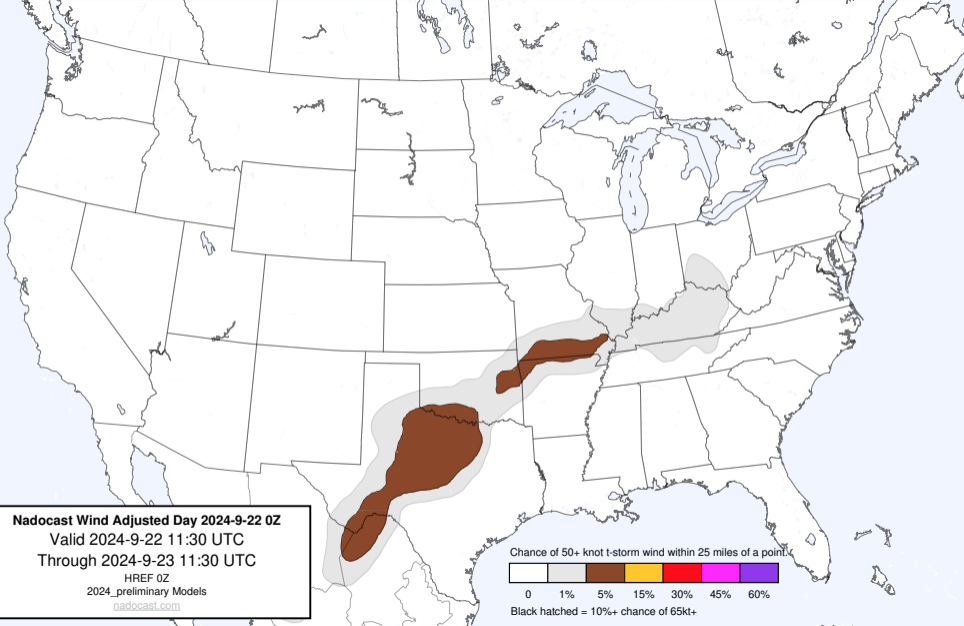 Nadocast Wind Adjusted Day 2024-9-22 0Z
Valid 2024-9-22 11:30 UTC
Through 2024-9-23 11:30 UTC
HREF 0Z
2024_preliminary Models
nadocast.com
Chance of 50+ knot t-storm wind within 25 miles of a point.
0 1% 5% 15% 30% 45% 60%
Black hatched = 10%+ chance of 65kt+